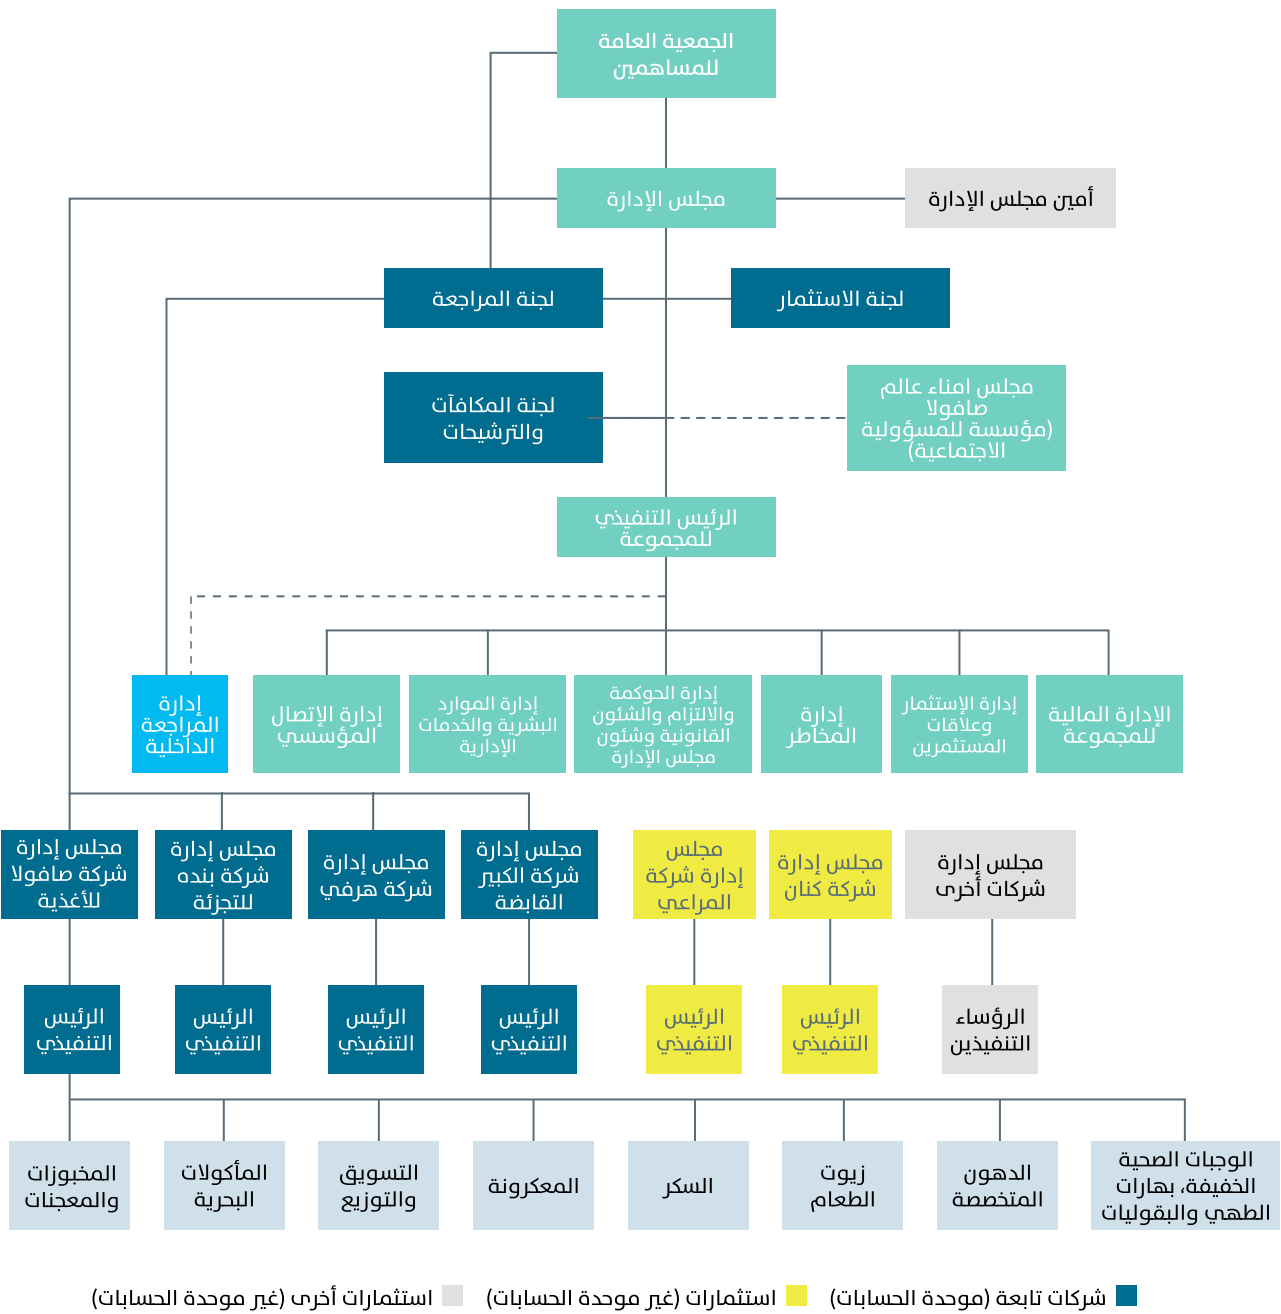 الجمعية العامة
للمساهمين
أمين مجلس الإدارة
مجلس الإدارة
لجنة الاستثمار
لجنة المراجعة
مجلس امناء عالم
صافولا
(مؤسسة للمسؤولية
الاجتماعية)
لجنة المكافآت
والترشيحات
الرئيس التنفيذي
للمجموعة
الإدارة المالية
للمجموعة
إدارة الإستثمار
وعلاقات
المستثمرين
إدارة
المخاطر
إدارة الحوكمة
والالتزام والشئون
القانونية وشئون
مجلس الإدارة
إدارة الموارد
البشرية والخدمات
الإدارية
إدارة الإتصال
المؤسسي
إدارة
المراجعة
الداخلية
مجلس إدارة
شركات أخرى
مجلس إدارة
شركة كنان
مجلس
إدارة شركة
المراعي
مجلس إدارة
شركة الكبير
القابضة
مجلس إدارة
شركة هرفي
مجلس إدارة
شركة بنده
للتجزئة
مجلس إدارة
شركة صافولا
للأغذية
الرؤساء
التنفيذين
الرئيس
التنفيذي
الرئيس
التنفيذي
الرئيس
التنفيذي
الرئيس
التنفيذي
الرئيس
التنفيذي
الرئيس
التنفيذي
الوجبات الصحية
الخفيفة، بهارات
الطهي والبقوليات
الدهون
المتخصصة
زيوت
الطعام
السكر
المعكرونة
التسويق
والتوزيع
المأكولات
البحرية
المخبوزات
والمعجنات
شركات تابعة (موحدة الحسابات)
استثمارات (غير موحدة الحسابات)
استثمارات أخرى (غير موحدة الحسابات)